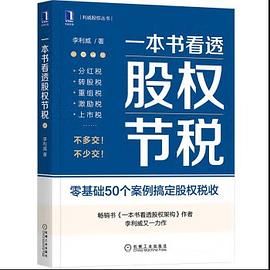 利威股权丛书
李利威 / 著
一本书看透
股权
节税
·分红税
·转股税
·重组税
·激励税
·上市税
······
不多交！
不少交！
零基础50个案例搞定股权税收
畅销书《一本书看透股权架构》作者
李利威又一力作
机械工业出版社
一本书看透
股权节税
李利威 著